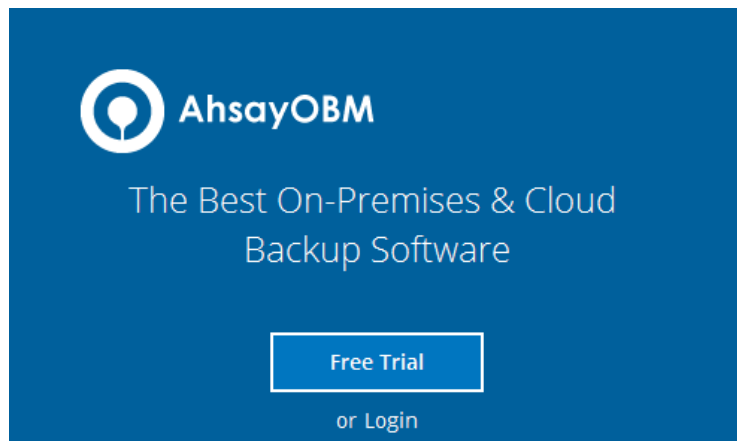 AhsayOBM
The Best On-Premises & Cloud
Backup Software
Free Trial
or Login